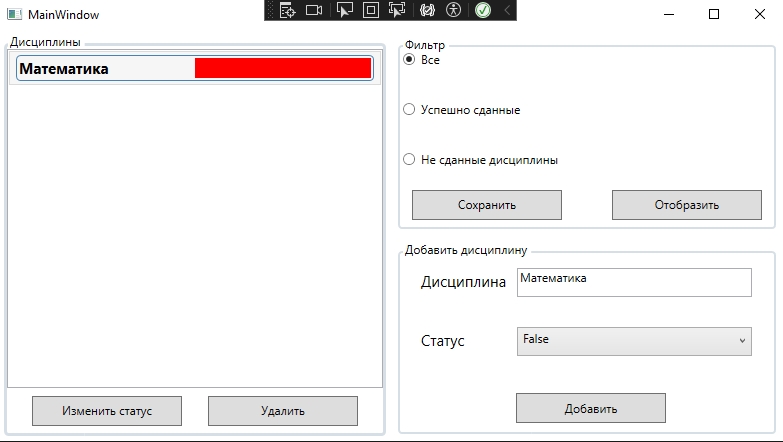 MainWindow
Дисциплины
Математика
Изменить статус
Удалить
Фильтр
Все
Успешно сданные
Не сданные дисциплины
Сохранить
Отобразить
Добавить дисциплину
Дисциплина
Математика
Статус
False
Добавить